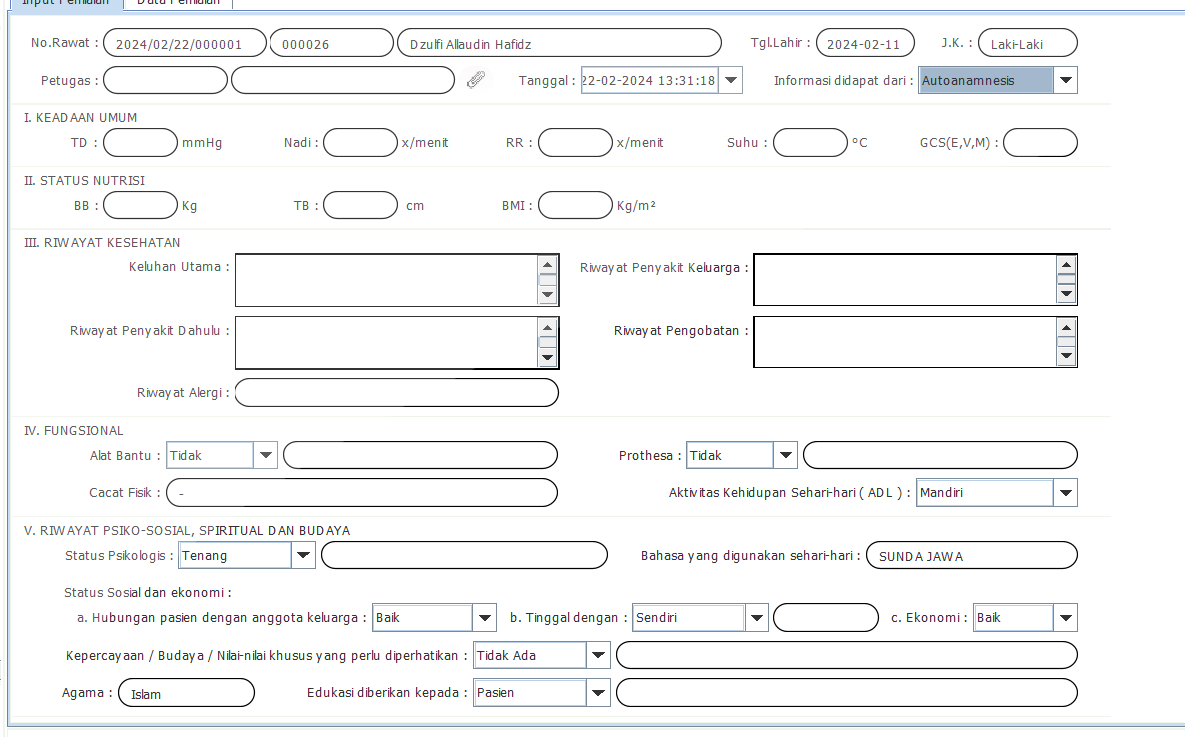 Input Penilaian Data Penilaian
No.Rawat : 2024/02/22/000001 000026 Dzulfi Allaudin Hafidz Tgl.Lahir : 2024-02-11 J.K. : Laki-Laki
Petugas : Tanggal : 22-02-2024 13:31:18 Informasi didapat dari : Autoanamnesis
I. KEADAAN UMUM
TD : mmHg Nadi : x/menit RR : x/menit Suhu : °C GCS(E,V,M) :
II. STATUS NUTRISI
BB : Kg TB : cm BMI : Kg/m²
III. RIWAYAT KESEHATAN
Keluhan Utama : Riwayat Penyakit Keluarga :
Riwayat Penyakit Dahulu : Riwayat Pengobatan :
Riwayat Alergi :
IV. FUNGSIONAL
Alat Bantu : Tidak Prothesa : Tidak
Cacat Fisik : - Aktivitas Kehidupan Sehari-hari ( ADL ) : Mandiri
V. RIWAYAT PSIKO-SOSIAL, SPIRITUAL DAN BUDAYA
Status Psikologis : Tenang Bahasa yang digunakan sehari-hari : SUNDA JAWA
Status Sosial dan ekonomi :
a. Hubungan pasien dengan anggota keluarga : Baik b. Tinggal dengan : Sendiri c. Ekonomi : Baik
Kepercayaan / Budaya / Nilai-nilai khusus yang perlu diperhatikan : Tidak Ada
Agama : Islam Edukasi diberikan kepada : Pasien